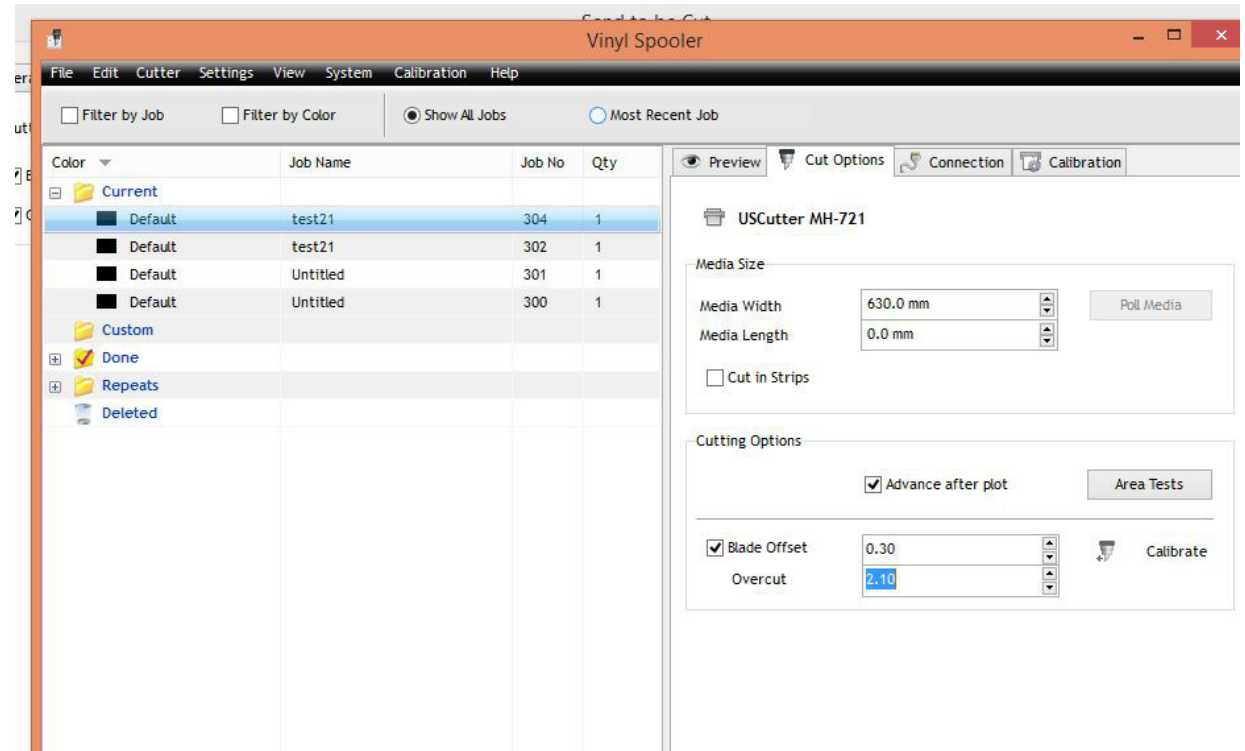 Vinyl Spooler
File Edit Cutter Settings View System Calibration Help
Filter by Job Filter by Color Show All Jobs Most Recent Job
Color Job Name Job No Qty
Current
Default test21 304 1
Default test21 302 1
Default Untitled 301 1
Default Untitled 300 1
Custom
Done
Repeats
Deleted
Preview Cut Options Connection Calibration
USCutter MH-721
Media Size
Media Width 630.0 mm Poll Media
Media Length 0.0 mm
Cut in Strips
Cutting Options
Advance after plot Area Tests
Blade Offset 0.30 Calibrate
Overcut 2.10